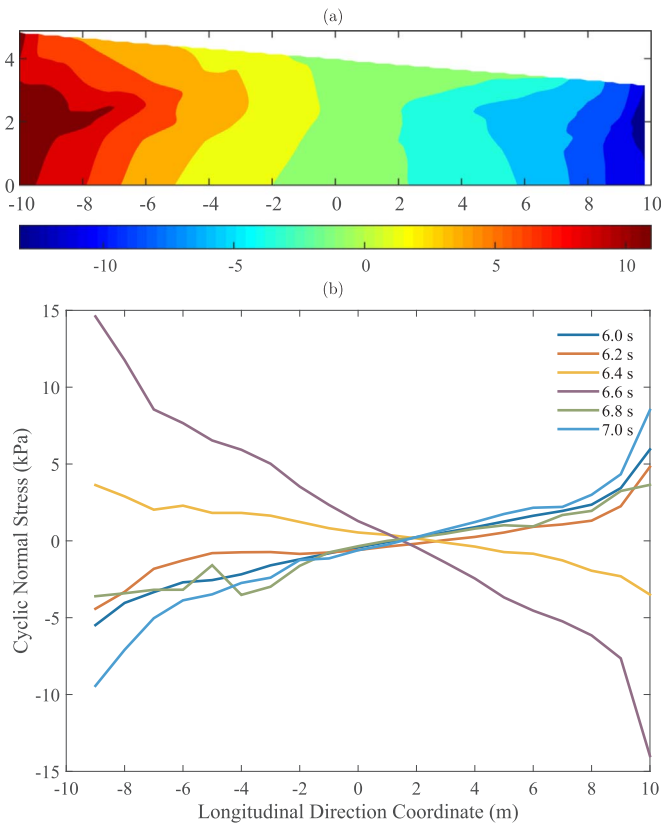 (a)
4
2
0
-10 -8 -6 -4 -2 0 2 4 6 8 10
-10 -5 0 5 10
(b)
15
10
5
0
-5
-10
-15
Cyclic Normal Stress (kPa)
6.0 s
6.2 s
6.4 s
6.6 s
6.8 s
7.0 s
-10 -8 -6 -4 -2 0 2 4 6 8 10
Longitudinal Direction Coordinate (m)